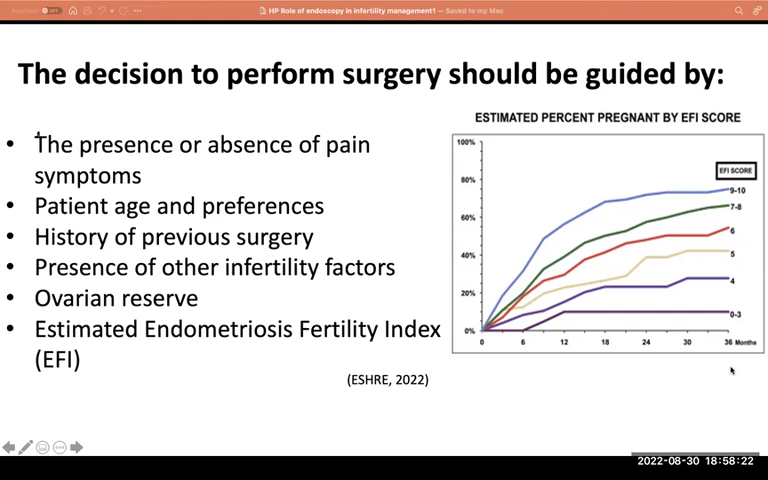 AutoSave OFF
HP Role of endoscopy in infertility management1 — Saved to my Mac
The decision to perform surgery should be guided by:
• The presence or absence of pain
symptoms
• Patient age and preferences
• History of previous surgery
• Presence of other infertility factors
• Ovarian reserve
• Estimated Endometriosis Fertility Index
(EFI)
(ESHRE, 2022)
ESTIMATED PERCENT PREGNANT BY EFI SCORE
100%
80%
60%
40%
20%
0%
EFI SCORE
9-10
7-8
6
5
4
0-3
0 6 12 18 24 30 36 Months
2022-08-30 18:58:22